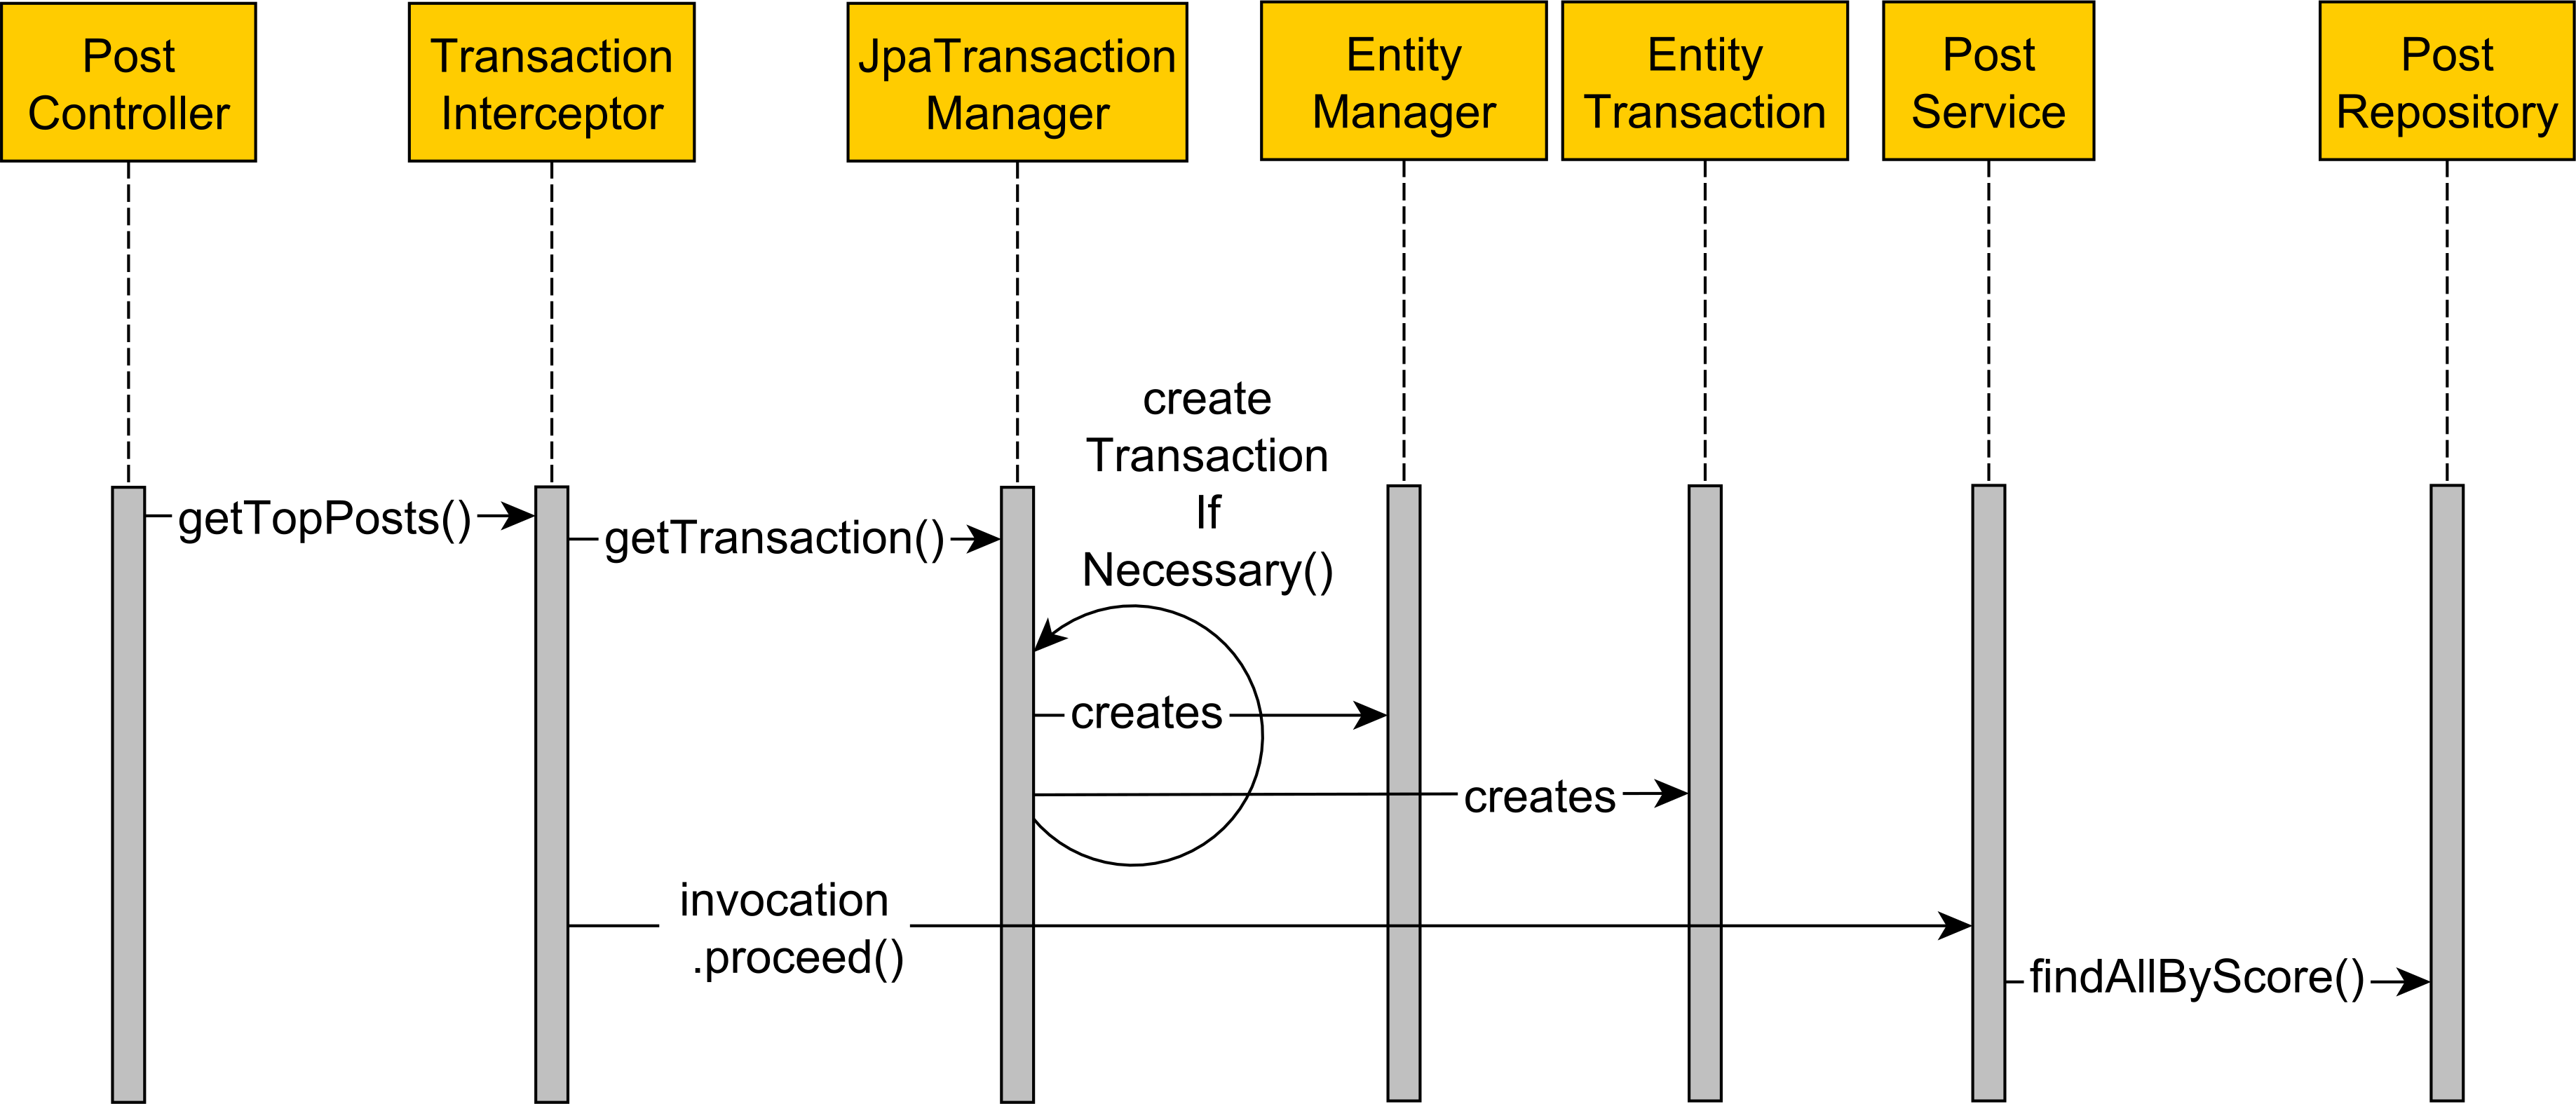 Post
Controller
Transaction
Interceptor
JpaTransaction
Manager
Entity
Manager
Entity
Transaction
Post
Service
Post
Repository
getTopPosts()
getTransaction()
create
Transaction
If
Necessary()
creates
creates
invocation
.proceed()
findAllByScore()